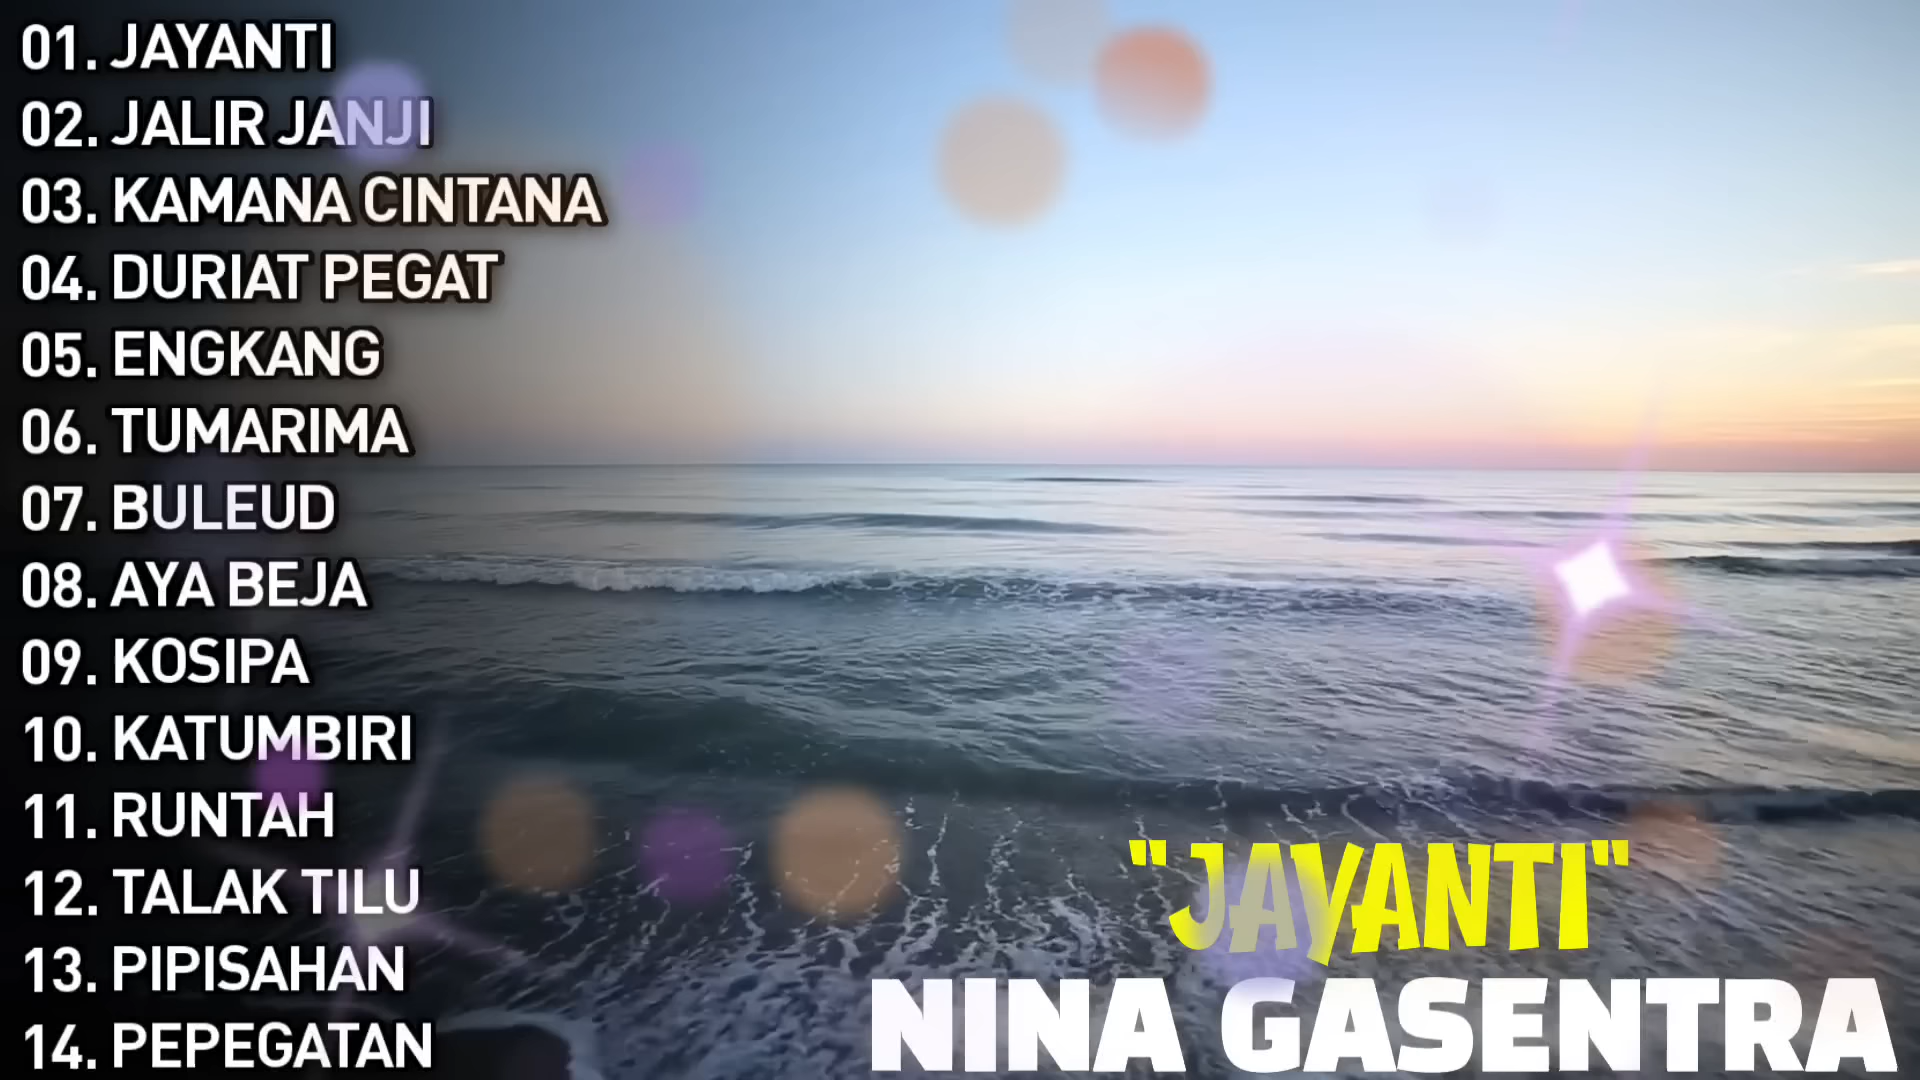 01. JAYANTI
02. JALIR JANJI
03. KAMANA CINTANA
04. DURIAT PEGAT
05. ENGKANG
06. TUMARIMA
07. BULEUD
08. AYA BEJA
09. KOSIPA
10. KATUMBIRI
11. RUNTAH
12. TALAK TILU
13. PIPISAHAN
14. PEPEGATAN
"JAYANTI"
NINA GASENTRA